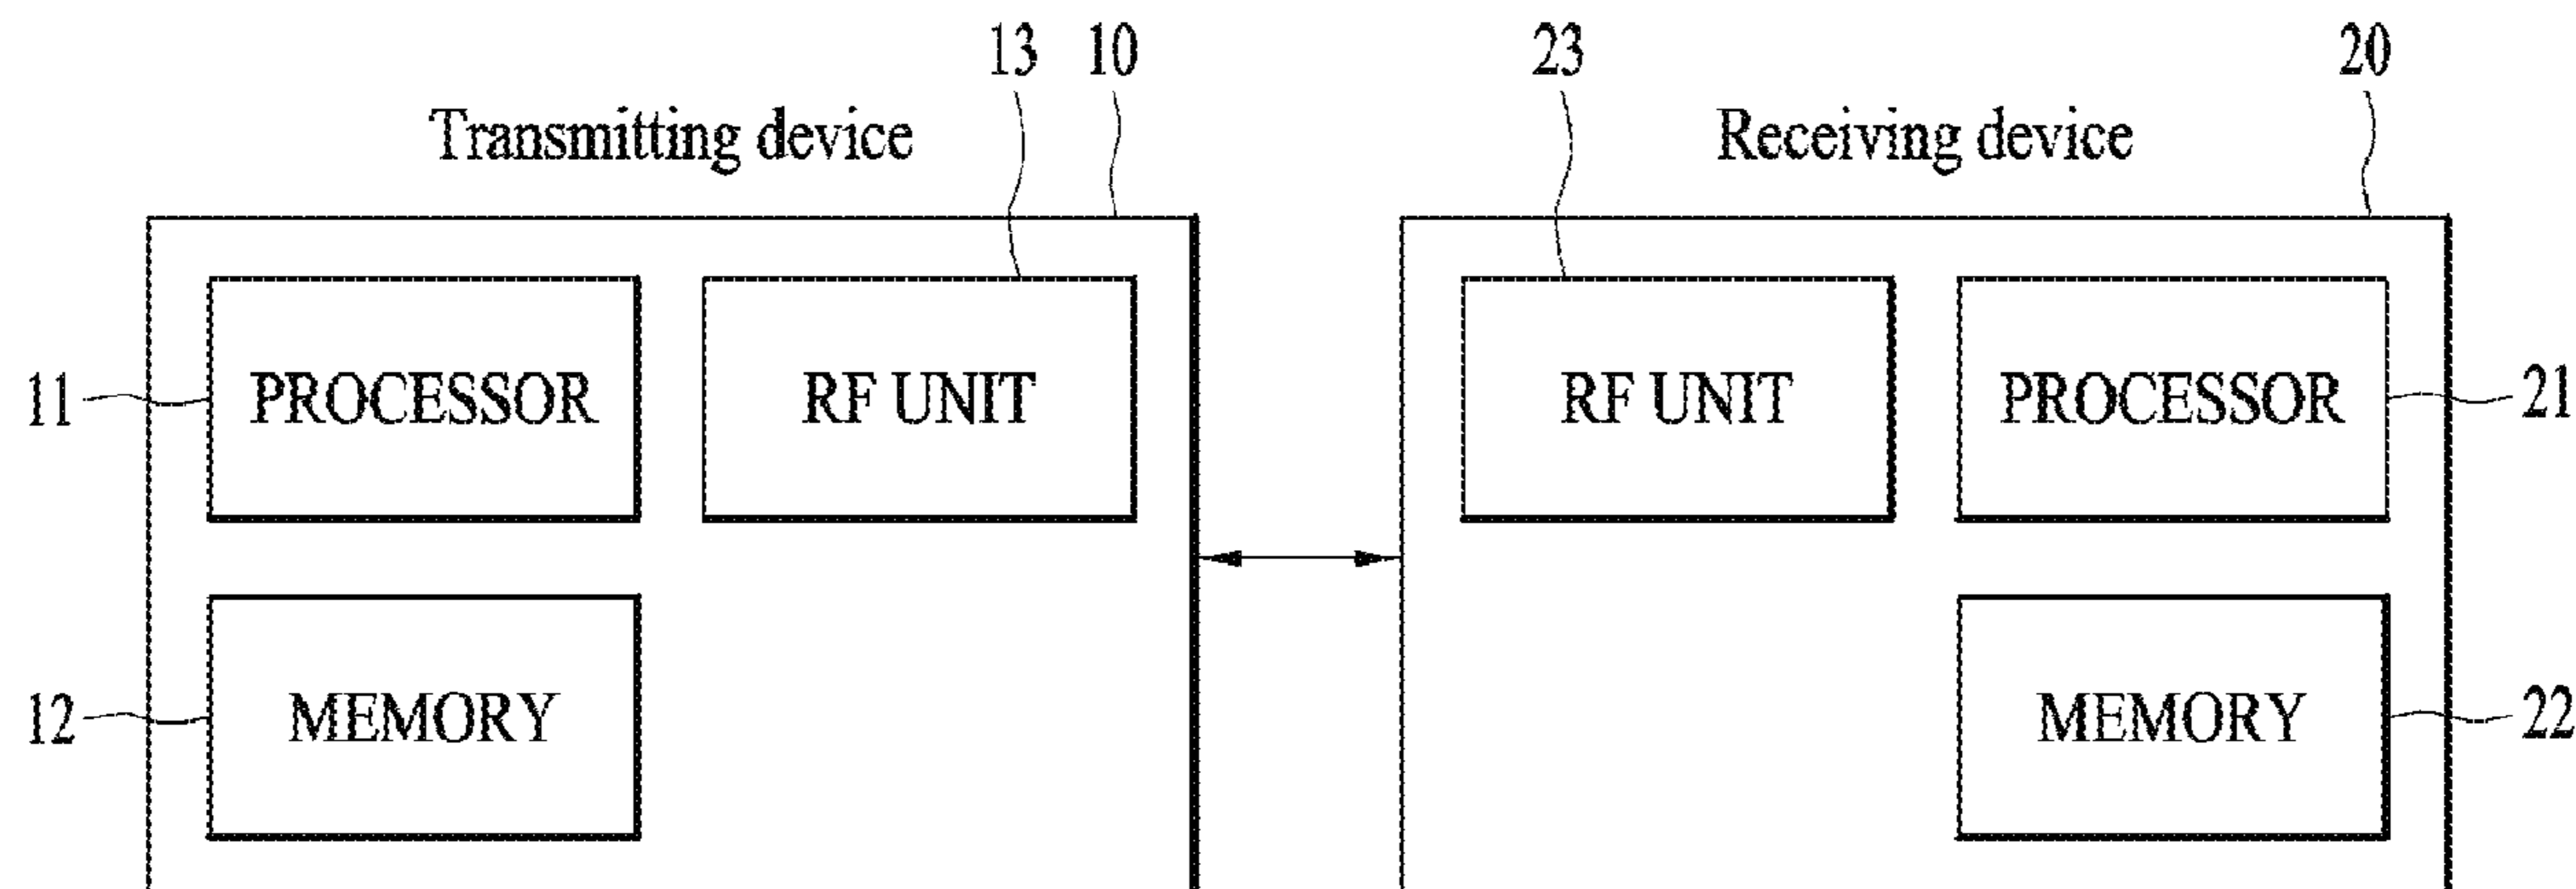 13 10 23 20
Transmitting device Receiving device
11 PROCESSOR RF UNIT RF UNIT PROCESSOR 21
12 MEMORY MEMORY 22